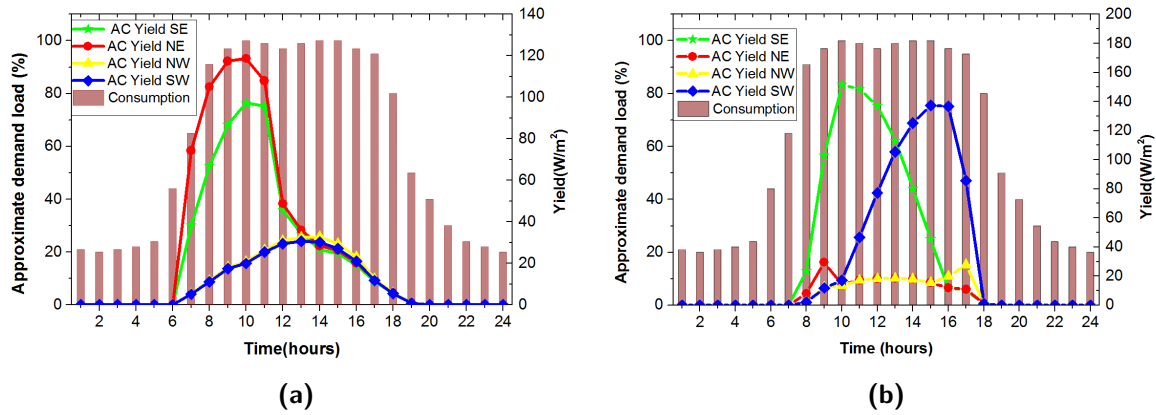 AC Yield SE
AC Yield NE
AC Yield NW
AC Yield SW
Consumption
Approximate demand load (%)
100
80
60
40
20
0
140
120
100
80
60
40
20
0
Yield(W/m²)
2 4 6 8 10 12 14 16 18 20 22 24
Time(hours)
(a)
AC Yield SE
AC Yield NE
AC Yield NW
AC Yield SW
Consumption
Approximate demand load (%)
100
80
60
40
20
0
200
180
160
140
120
100
80
60
40
20
0
Yield(W/m²)
2 4 6 8 10 12 14 16 18 20 22 24
Time (hours)
(b)